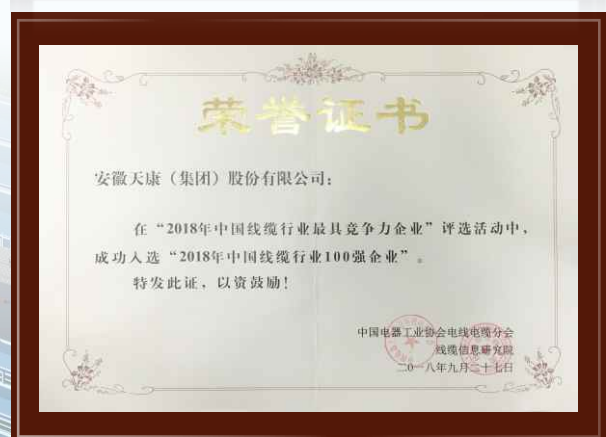 荣誉证书
安徽天康（集团）股份有限公司：
在“2018年中国线缆行业最具竞争力企业”评选活动中，
成功入选“2018年中国线缆行业100强企业”。
特发此证，以资鼓励！
中国电器工业协会电线电缆分会
线缆信息研究院
二〇一八年九月二十七日